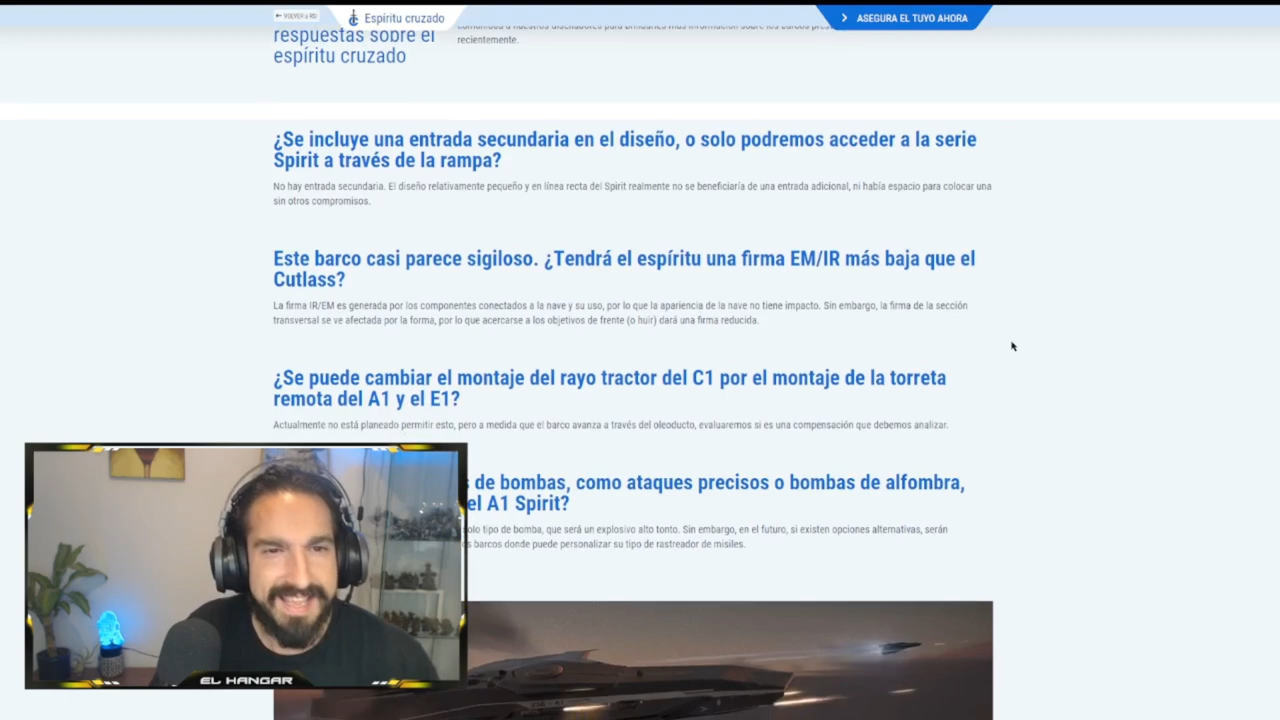 VOLVER a RD
Espíritu cruzado
ASEGURA EL TUYO AHORA
respuestas sobre el
espíritu cruzado
recientemente.
¿Se incluye una entrada secundaria en el diseño, o solo podremos acceder a la serie
Spirit a través de la rampa?
No hay entrada secundaria. El diseño relativamente pequeño y en línea recta del Spirit realmente no se beneficiaría de una entrada adicional, ni había espacio para colocar una
sin otros compromisos.
Este barco casi parece sigiloso. ¿Tendrá el espíritu una firma EM/IR más baja que el
Cutlass?
La firma IR/EM es generada por los componentes conectados a la nave y su uso, por lo que la apariencia de la nave no tiene impacto. Sin embargo, la firma de la sección
transversal se ve afectada por la forma, por lo que acercarse a los objetivos de frente (o huir) dará una firma reducida.
¿Se puede cambiar el montaje del rayo tractor del C1 por el montaje de la torreta
remota del A1 y el E1?
Actualmente no está planeado permitir esto, pero a medida que el barco avanza a través del oleoducto, evaluaremos si es una compensación que debemos analizar.
s de bombas, como ataques precisos o bombas de alfombra,
el A1 Spirit?
solo tipo de bomba, que será un explosivo alto tonto. Sin embargo, en el futuro, si existen opciones alternativas, serán
s barcos donde puede personalizar su tipo de rastreador de misiles.
EL HANGAR